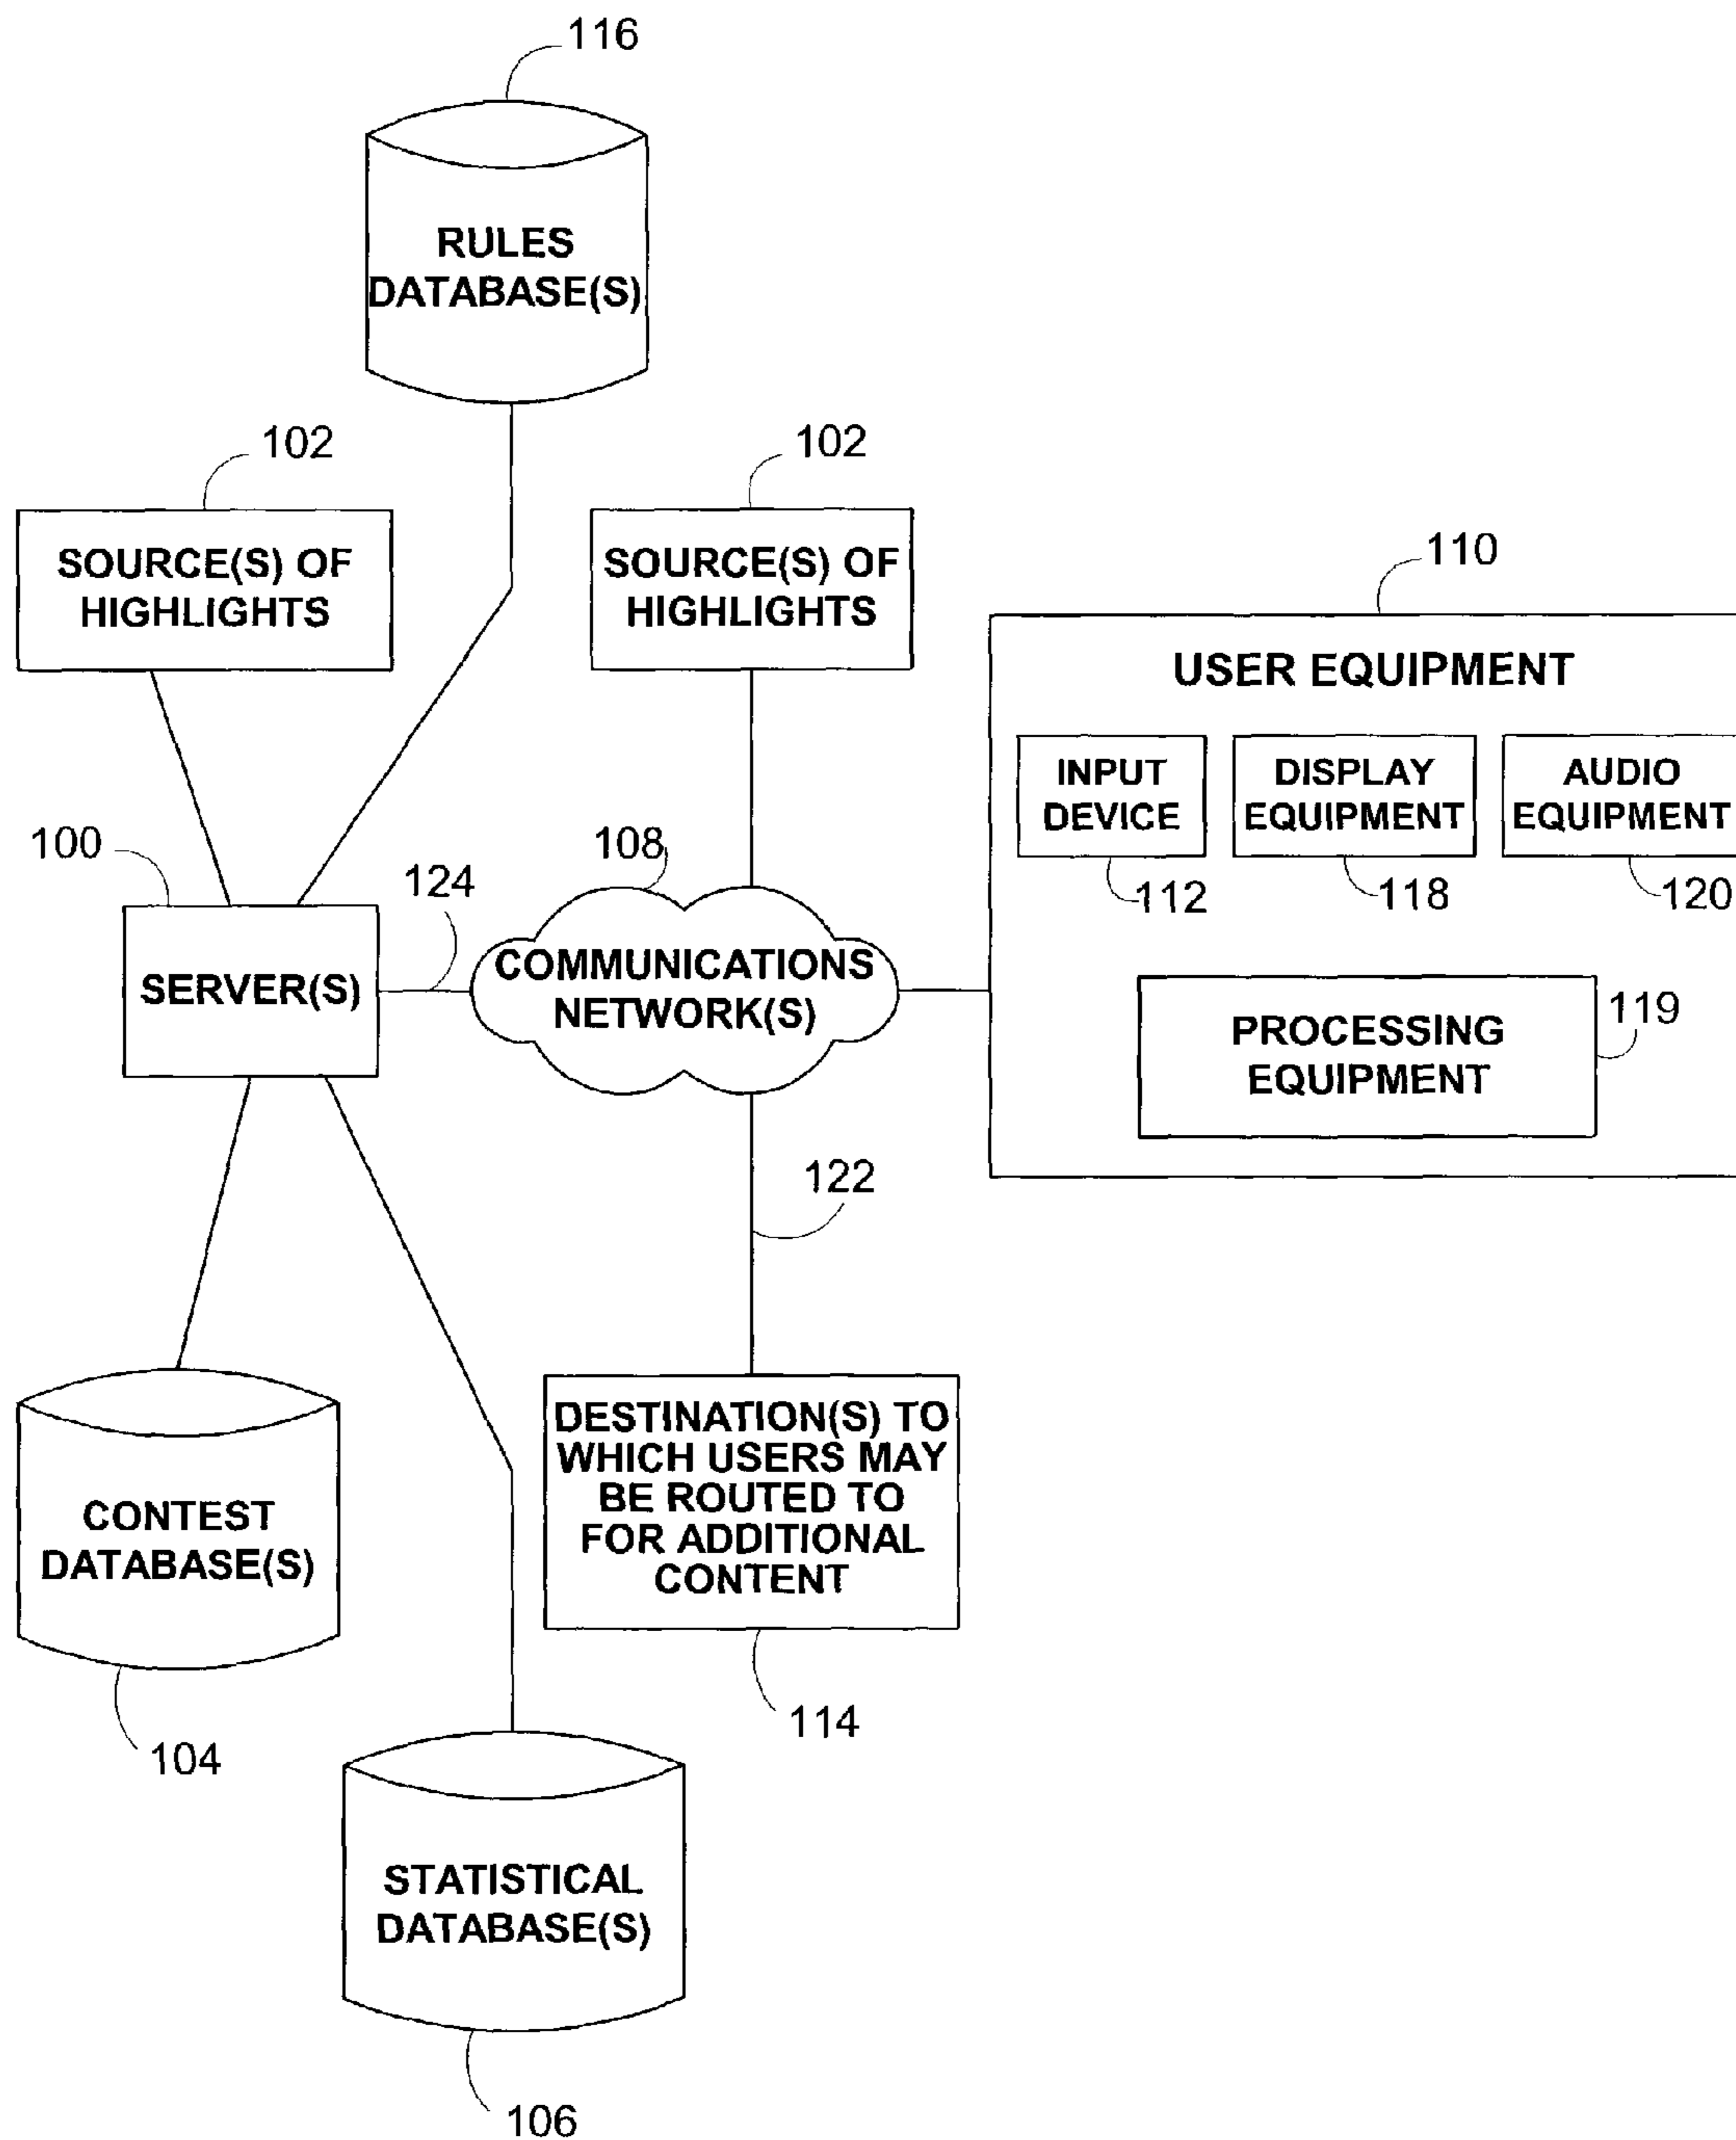 116
RULES
DATABASE(S)
102
102
SOURCE(S) OF
HIGHLIGHTS
SOURCE(S) OF
HIGHLIGHTS
110
USER EQUIPMENT
INPUT
DEVICE
DISPLAY
EQUIPMENT
AUDIO
EQUIPMENT
112
118
120
100
124
108
SERVER(S)
COMMUNICATIONS
NETWORK(S)
PROCESSING
EQUIPMENT
119
122
CONTEST
DATABASE(S)
104
DESTINATION(S) TO
WHICH USERS MAY
BE ROUTED TO
FOR ADDITIONAL
CONTENT
114
STATISTICAL
DATABASE(S)
106